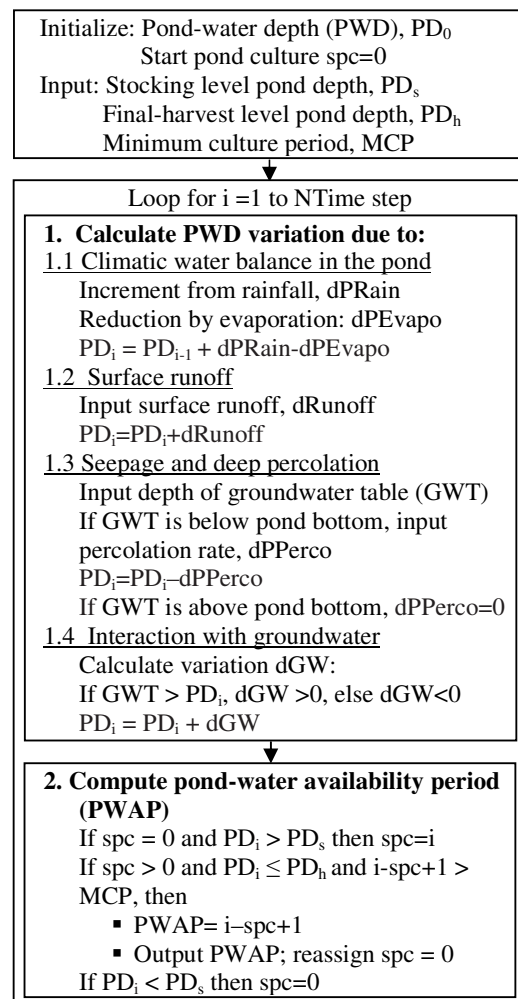 Initialize: Pond-water depth (PWD), PD₀
Start pond culture spc=0
Input: Stocking level pond depth, PDₛ
Final-harvest level pond depth, PDₕ
Minimum culture period, MCP
Loop for i =1 to NTime step
1. Calculate PWD variation due to:
1.1 Climatic water balance in the pond
Increment from rainfall, dPRain
Reduction by evaporation: dPEvapo
PDᵢ = PDᵢ₋₁ + dPRain-dPEvapo
1.2 Surface runoff
Input surface runoff, dRunoff
PDᵢ=PDᵢ+dRunoff
1.3 Seepage and deep percolation
Input depth of groundwater table (GWT)
If GWT is below pond bottom, input
percolation rate, dPPerco
PDᵢ=PDᵢ–dPPerco
If GWT is above pond bottom, dPPerco=0
1.4 Interaction with groundwater
Calculate variation dGW:
If GWT > PDᵢ, dGW >0, else dGW<0
PDᵢ = PDᵢ + dGW
2. Compute pond-water availability period
(PWAP)
If spc = 0 and PDᵢ > PDₛ then spc=i
If spc > 0 and PDᵢ ≤ PDₕ and i-spc+1 >
MCP, then
▪ PWAP= i–spc+1
▪ Output PWAP; reassign spc = 0
If PDᵢ < PDₛ then spc=0